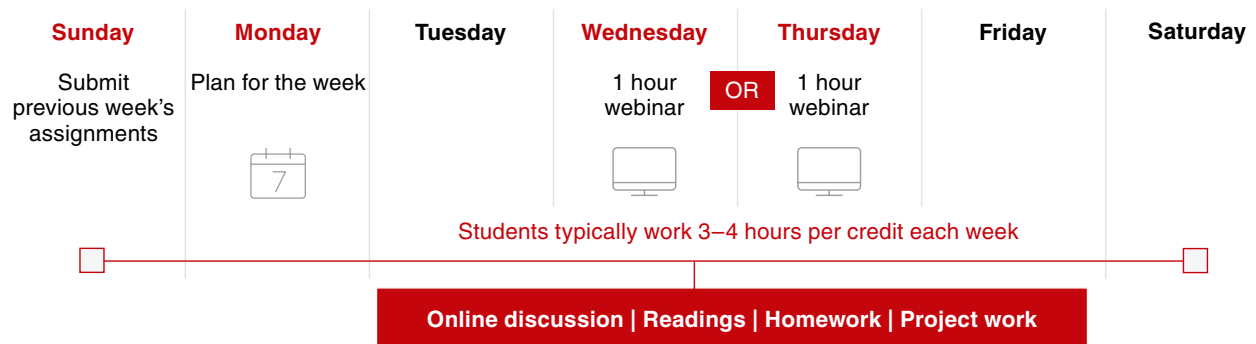 Sunday
Monday
Tuesday
Wednesday
Thursday
Friday
Saturday
Submit
previous week's
assignments
Plan for the week
7
1 hour
webinar
OR
1 hour
webinar
Students typically work 3–4 hours per credit each week
Online discussion | Readings | Homework | Project work